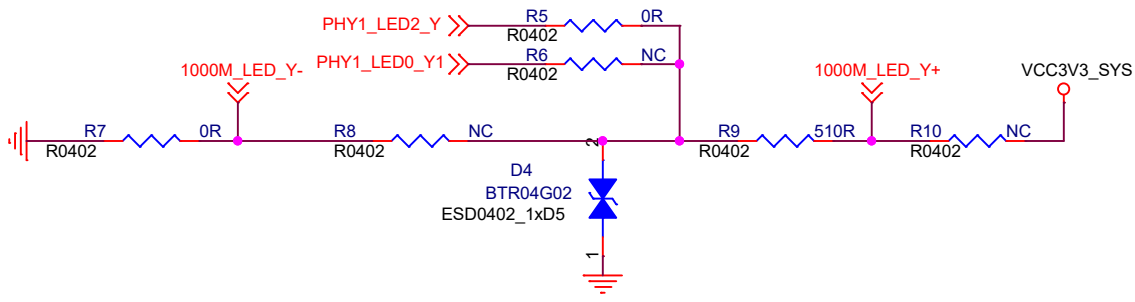 PHY1_LED2_Y R5 0R
R0402
PHY1_LED0_Y1 R6 NC
R0402
1000M_LED_Y- 1000M_LED_Y+ VCC3V3_SYS
R7 0R R8 NC R9 510R R10 NC
R0402 R0402 R0402 R0402
2
D4
BTR04G02
ESD0402_1xD5
1